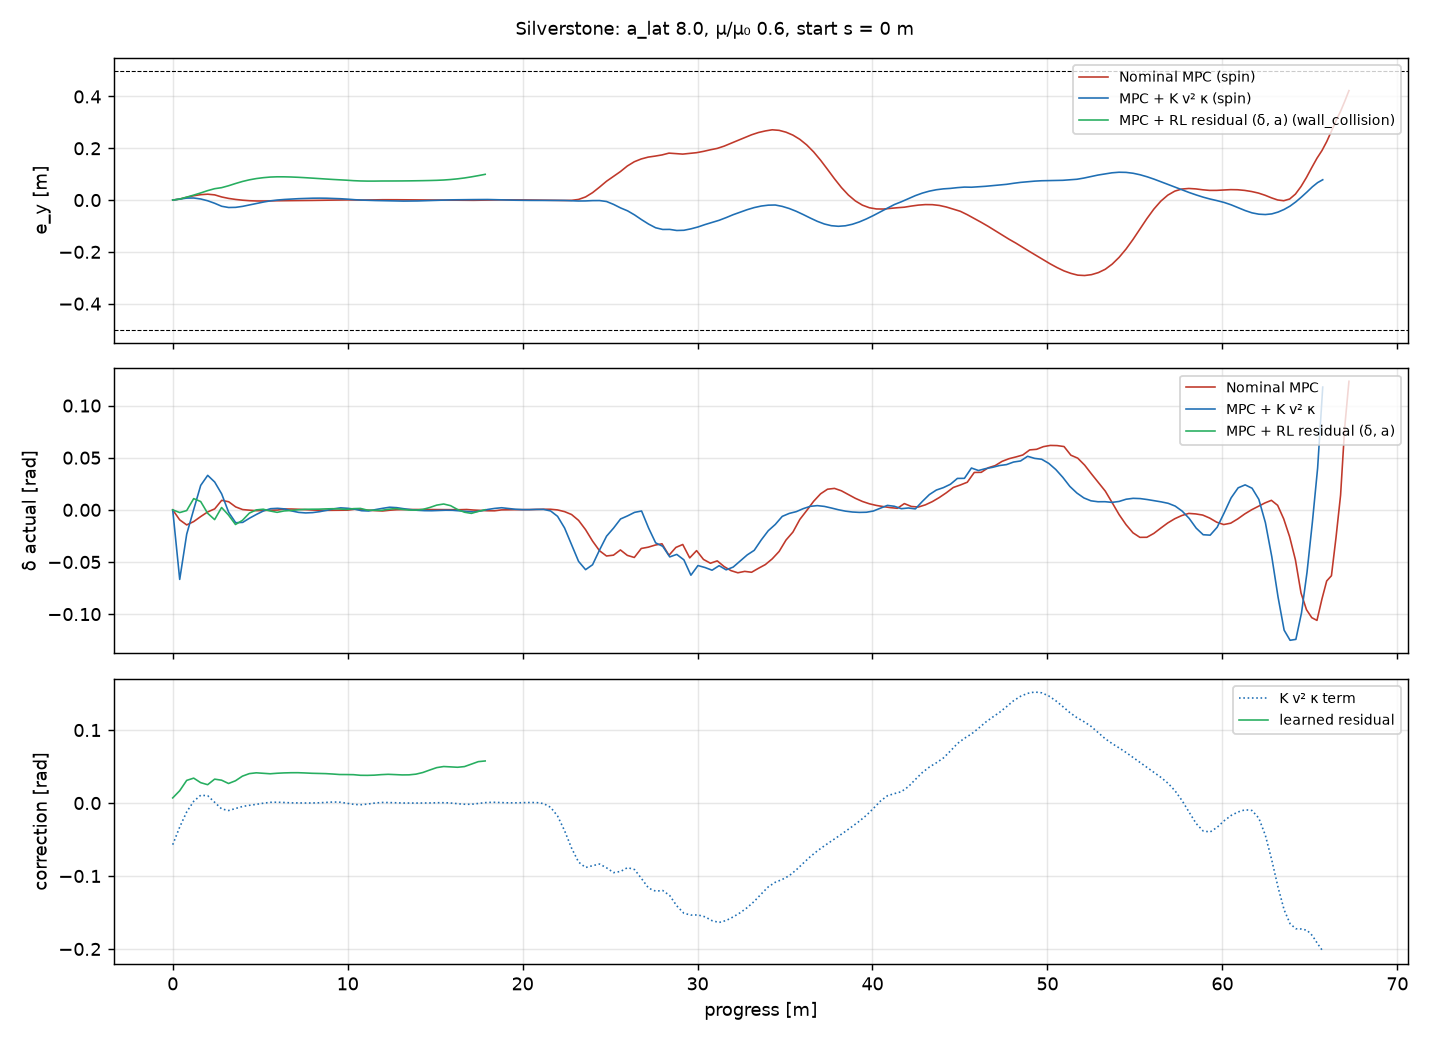 Silverstone: a_lat 8.0, μ/μ₀ 0.6, start s = 0 m
e_y [m]
0.4
0.2
0.0
−0.2
−0.4
Nominal MPC (spin)
MPC + K v² κ (spin)
MPC + RL residual (δ, a) (wall_collision)
δ actual [rad]
0.10
0.05
0.00
−0.05
−0.10
Nominal MPC
MPC + K v² κ
MPC + RL residual (δ, a)
correction [rad]
0.1
0.0
−0.1
−0.2
K v² κ term
learned residual
0 10 20 30 40 50 60 70
progress [m]